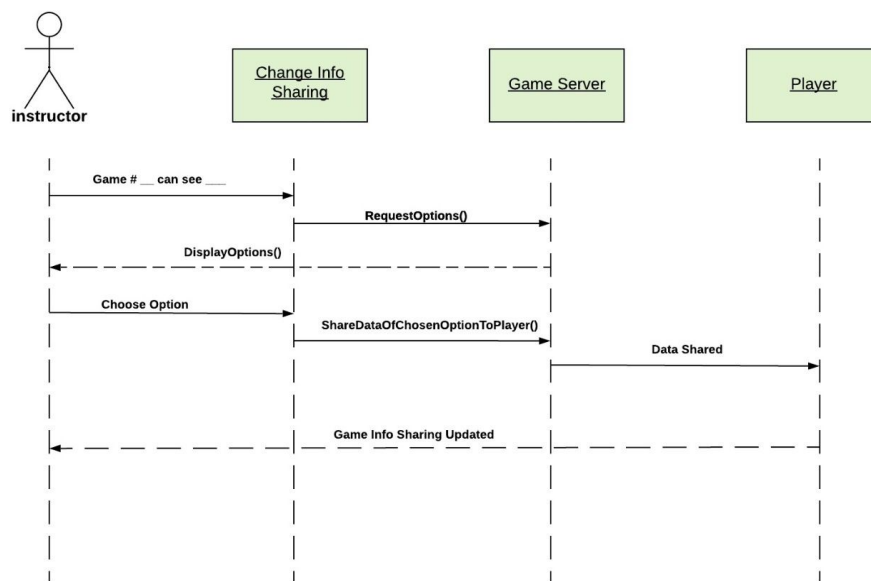 Change Info
Sharing
Game Server
Player
instructor
Game # __ can see ___
RequestOptions()
DisplayOptions()
Choose Option
ShareDataOfChosenOptionToPlayer()
Data Shared
Game Info Sharing Updated